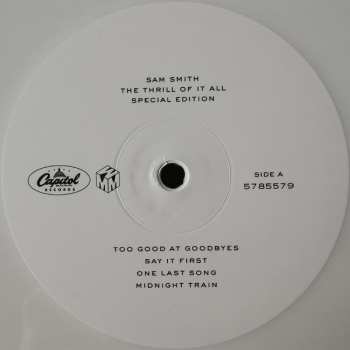 SAM SMITH
THE THRILL OF IT ALL
SPECIAL EDITION
Capitol
RECORDS
SIDE A
5785579
TOO GOOD AT GOODBYES
SAY IT FIRST
ONE LAST SONG
MIDNIGHT TRAIN